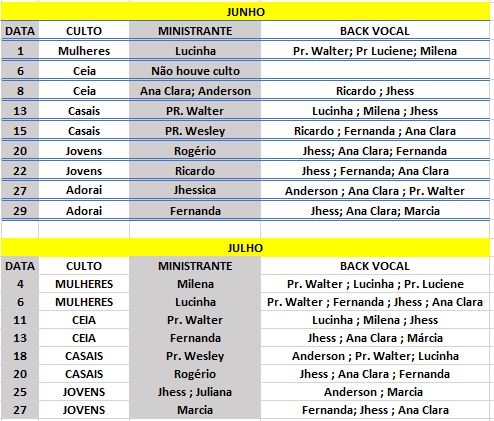 JUNHO
DATA CULTO MINISTRANTE BACK VOCAL
1 Mulheres Lucinha Pr. Walter; Pr Luciene; Milena
6 Ceia Não houve culto
8 Ceia Ana Clara; Anderson Ricardo ; Jhess
13 Casais PR. Walter Lucinha ; Milena ; Jhess
15 Casais PR. Wesley Ricardo ; Fernanda ; Ana Clara
20 Jovens Rogério Jhess; Ana Clara; Fernanda
22 Jovens Ricardo Jhess ; Fernanda; Ana Clara
27 Adorai Jhessica Anderson ; Ana Clara ; Pr. Walter
29 Adorai Fernanda Jhess; Ana Clara; Marcia
JULHO
DATA CULTO MINISTRANTE BACK VOCAL
4 MULHERES Milena Pr. Walter ; Lucinha ; Pr. Luciene
6 MULHERES Lucinha Pr. Walter ; Fernanda ; Jhess ; Ana Clara
11 CEIA Pr. Walter Lucinha ; Milena ; Jhess
13 CEIA Fernanda Jhess ; Ana Clara ; Márcia
18 CASAIS Pr. Wesley Anderson ; Pr. Walter; Lucinha
20 CASAIS Rogério Jhess ; Ana Clara ; Fernanda
25 JOVENS Jhess ; Juliana Anderson ; Marcia
27 JOVENS Marcia Fernanda; Jhess ; Ana Clara